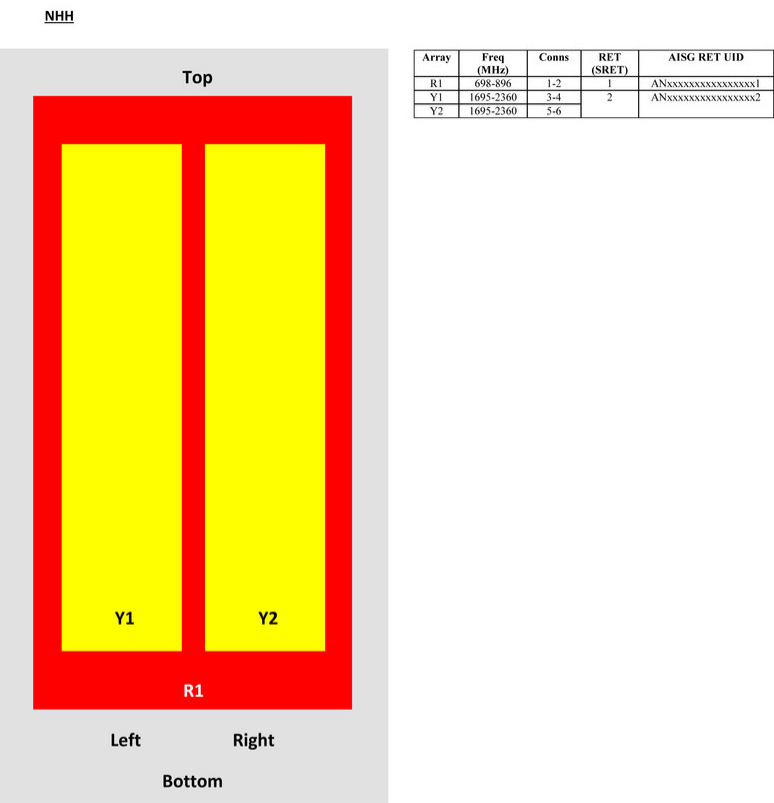 NHH
Top
Y1 Y2
R1
Left Right
Bottom
Array Freq (MHz) Conns RET (SRET) AISG RET UID
R1 698-896 1-2 1 ANxxxxxxxxxxxxxxxx1
Y1 1695-2360 3-4 2 ANxxxxxxxxxxxxxxxx2
Y2 1695-2360 5-6